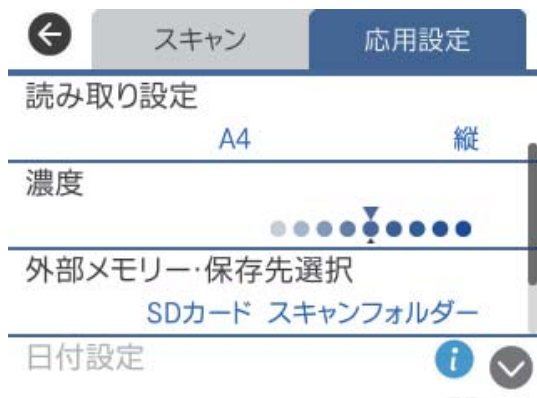 スキャン 応用設定
読み取り設定
A4 縦
濃度
外部メモリー・保存先選択
SDカード スキャンフォルダー
日付設定 i